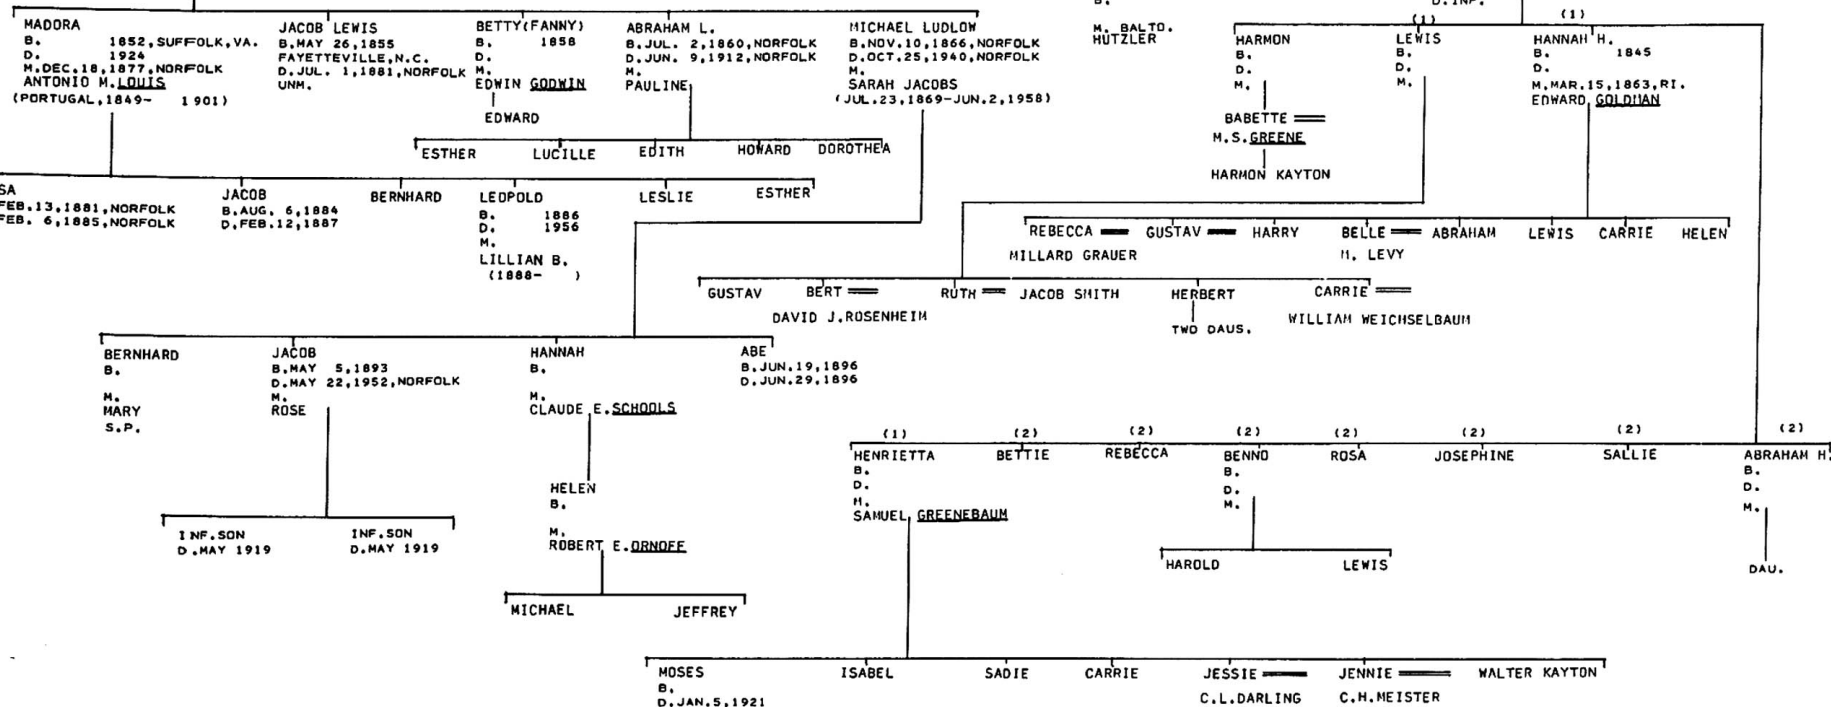 B.
D.INF.
M. BALTO.
HUTZLER
MADORA
B. 1852,SUFFOLK,VA.
D. 1924
M.DEC.18,1877,NORFOLK
ANTONIO M.LOUIS
(PORTUGAL,1849- 1901)
JACOB LEWIS
B.MAY 26,1855
FAYETTEVILLE,N.C.
D.JUL. 1,1881,NORFOLK
UNM.
BETTY(FANNY)
B. 1858
D.
M.
EDWIN GODWIN
EDWARD
ABRAHAM L.
B.JUL. 2,1860,NORFOLK
D.JUN. 9,1912,NORFOLK
M.
PAULINE
MICHAEL LUDLOW
B.NOV.10,1866,NORFOLK
D.OCT.25,1940,NORFOLK
M.
SARAH JACOBS
(JUL.23,1869-JUN.2,1958)
HARMON
B.
D.
M.
BABETTE
M.S.GREENE
HARMON KAYTON
(1)
LEWIS
B.
D.
M.
(1)
HANNAH H.
B. 1845
D.
M.MAR.15,1863,RI.
EDWARD GOLDMAN
ESTHER LUCILLE EDITH HOWARD DOROTHEA
SA
FEB.13,1881,NORFOLK
FEB. 6,1885,NORFOLK
JACOB
B.AUG. 6,1884
D.FEB.12,1887
BERNHARD
LEOPOLD
B. 1886
D. 1956
M.
LILLIAN B.
(1888- )
LESLIE
ESTHER
REBECCA GUSTAV HARRY BELLE ABRAHAM LEWIS CARRIE HELEN
MILLARD GRAUER M. LEVY
GUSTAV BERT RUTH JACOB SMITH HERBERT CARRIE
DAVID J.ROSENHEIM TWO DAUS. WILLIAM WEICHSELBAUM
BERNHARD
B.
M.
MARY
S.P.
JACOB
B.MAY 5,1893
D.MAY 22,1952,NORFOLK
M.
ROSE
HANNAH
B.
M.
CLAUDE E.SCHOOLS
ABE
B.JUN.19,1896
D.JUN.29,1896
INF.SON
D.MAY 1919
INF.SON
D.MAY 1919
HELEN
B.
M.
ROBERT E.ORNOFF
MICHAEL JEFFREY
(1) (2) (2) (2) (2) (2) (2) (2)
HENRIETTA
B.
D.
M.
SAMUEL GREENEBAUM
BETTIE
REBECCA
BENNO
B.
D.
M.
ROSA
JOSEPHINE
SALLIE
ABRAHAM H.
B.
D.
M.
HAROLD LEWIS
DAU.
MOSES
B.
D.JAN.5,1921
ISABEL SADIE CARRIE JESSIE JENNIE WALTER KAYTON
C.L.DARLING C.H.MEISTER